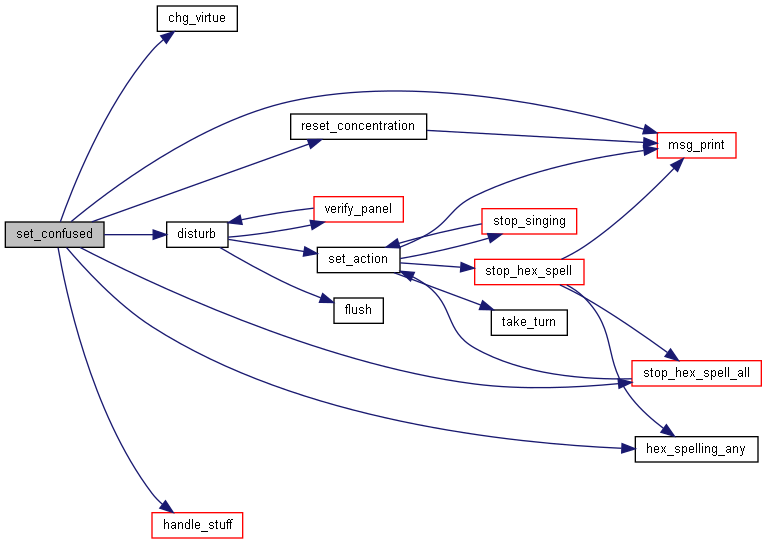 chg_virtue
reset_concentration
msg_print
verify_panel
stop_singing
set_confused
disturb
set_action
stop_hex_spell
flush
take_turn
stop_hex_spell_all
hex_spelling_any
handle_stuff